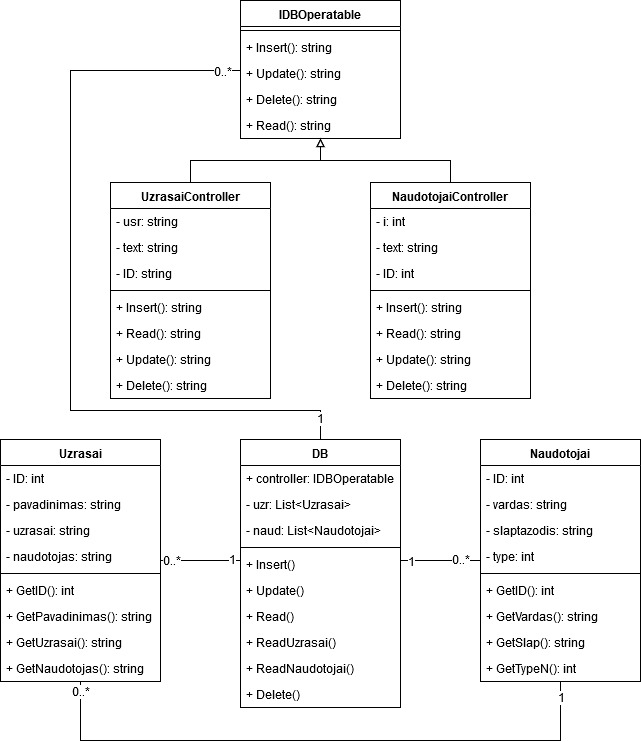 IDBOperatable
+ Insert(): string
+ Update(): string
+ Delete(): string
+ Read(): string
0..*
UzrasaiController
- usr: string
- text: string
- ID: string
+ Insert(): string
+ Read(): string
+ Update(): string
+ Delete(): string
NaudotojaiController
- i: int
- text: string
- ID: int
+ Insert(): string
+ Read(): string
+ Update(): string
+ Delete(): string
1
Uzrasai
- ID: int
- pavadinimas: string
- uzrasai: string
- naudotojas: string
+ GetID(): int
+ GetPavadinimas(): string
+ GetUzrasai(): string
+ GetNaudotojas(): string
0..*
1
DB
+ controller: IDBOperatable
- uzr: List<Uzrasai>
- naud: List<Naudotojai>
+ Insert()
+ Update()
+ Read()
+ ReadUzrasai()
+ ReadNaudotojai()
+ Delete()
1
0..*
Naudotojai
- ID: int
- vardas: string
- slaptazodis: string
- type: int
+ GetID(): int
+ GetVardas(): string
+ GetSlap(): string
+ GetTypeN(): int
0..*
1